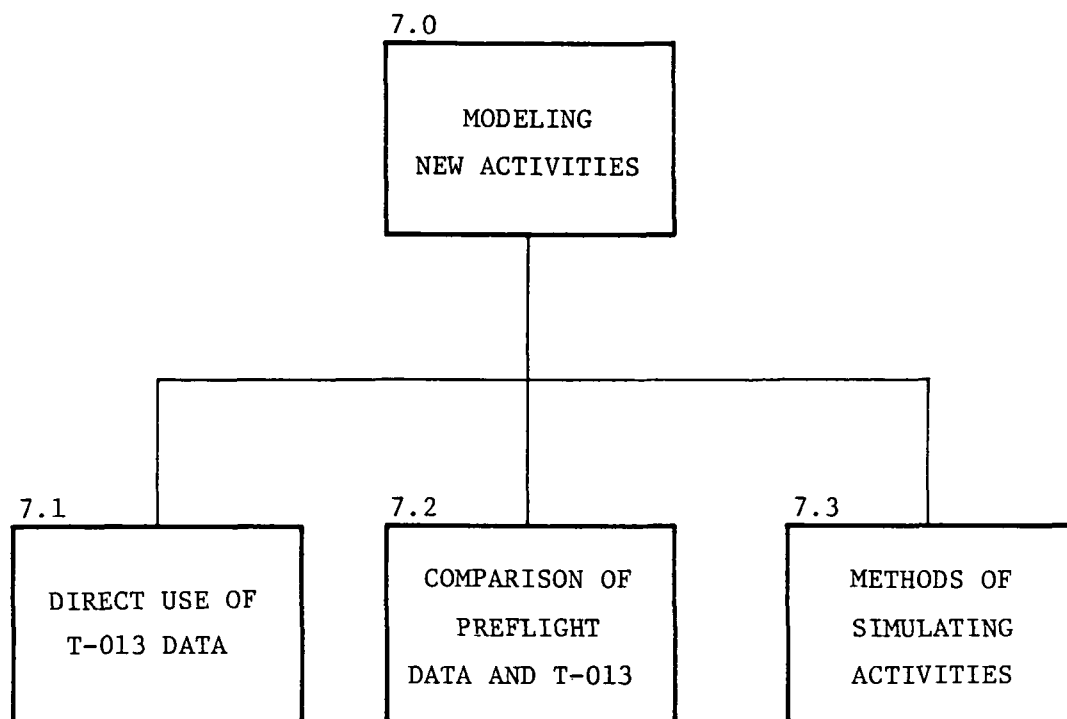 7.0
MODELING
NEW ACTIVITIES
7.1
DIRECT USE OF
T-013 DATA
7.2
COMPARISON OF
PREFLIGHT
DATA AND T-013
7.3
METHODS OF
SIMULATING
ACTIVITIES